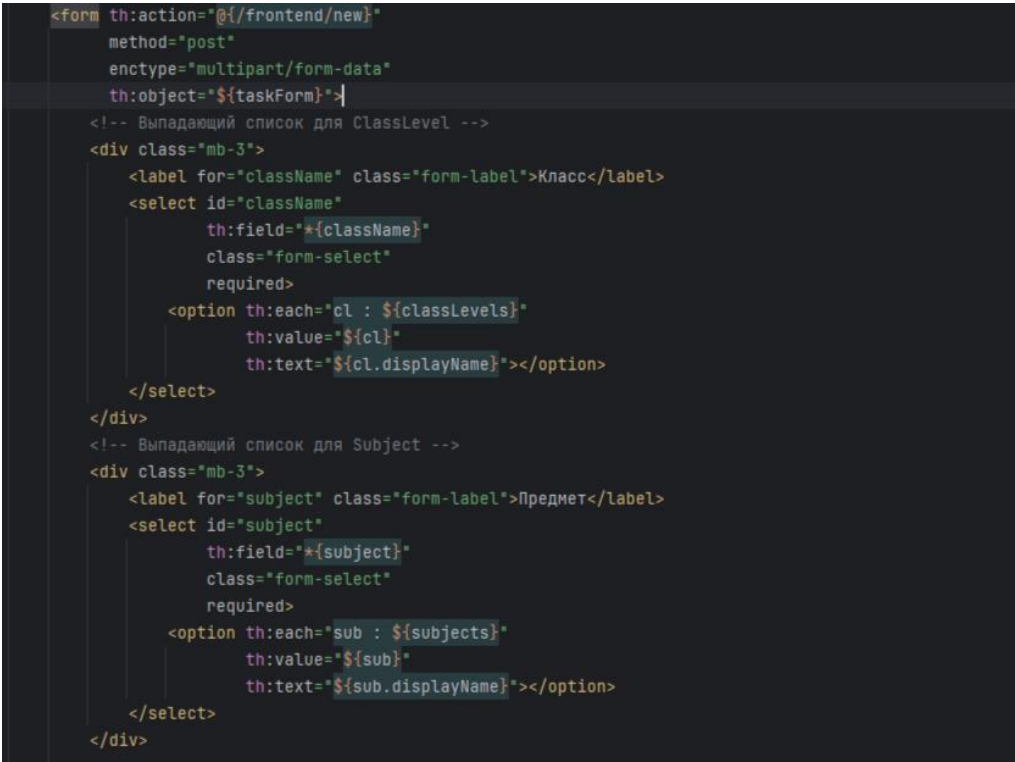 <form th:action="@{/frontend/new}"
method="post"
enctype="multipart/form-data"
th:object="${taskForm}">
<!-- Выпадающий список для ClassLevel -->
<div class="mb-3">
<label for="className" class="form-label">Класс</label>
<select id="className"
th:field="*{className}"
class="form-select"
required>
<option th:each="cl : ${classLevels}"
th:value="${cl}"
th:text="${cl.displayName}"></option>
</select>
</div>
<!-- Выпадающий список для Subject -->
<div class="mb-3">
<label for="subject" class="form-label">Предмет</label>
<select id="subject"
th:field="*{subject}"
class="form-select"
required>
<option th:each="sub : ${subjects}"
th:value="${sub}"
th:text="${sub.displayName}"></option>
</select>
</div>